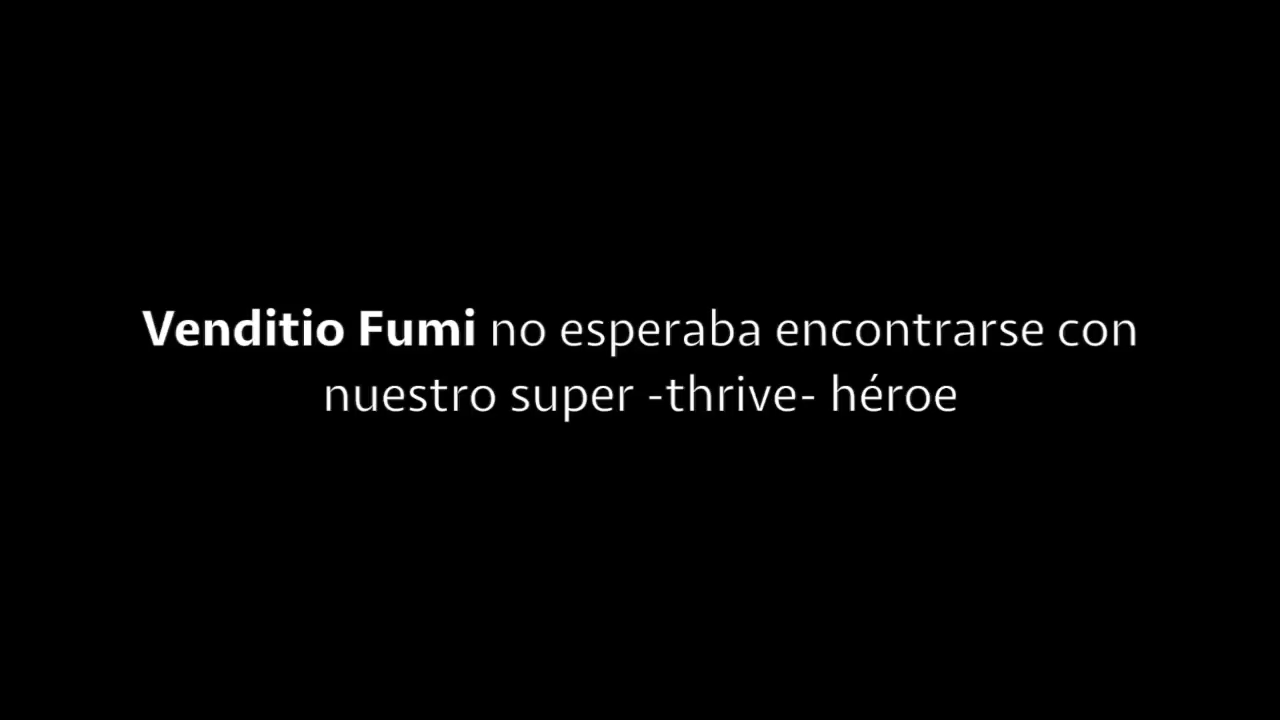 Venditio Fumi no esperaba encontrarse con
nuestro super -thrive- héroe